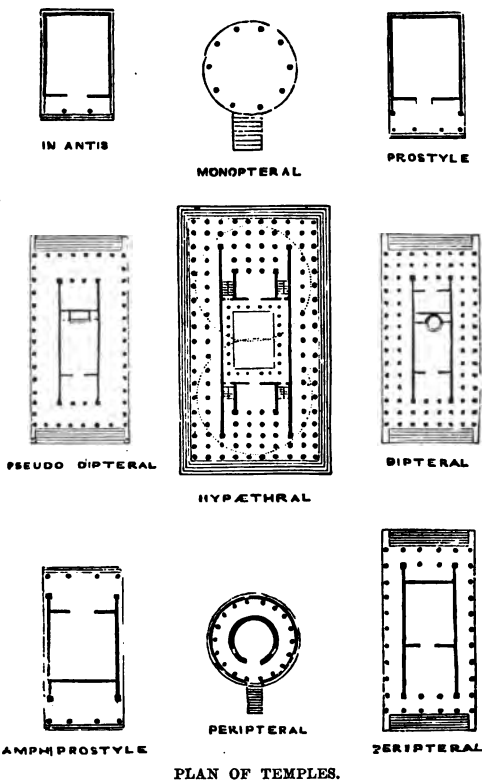 IN ANTIS
MONOPTERAL
PROSTYLE
PSEUDO DIPTERAL
HYPÆTHRAL
DIPTERAL
AMPHIPROSTYLE
PERIPTERAL
PERIPTERAL
PLAN OF TEMPLES.